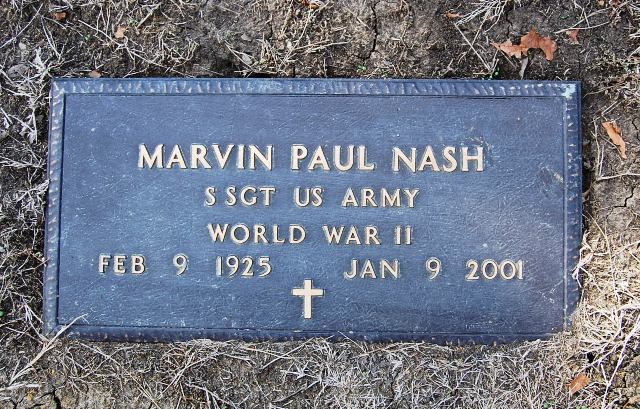 MARVIN PAUL NASH
S SGT US ARMY
WORLD WAR II
FEB 9 1925 JAN 9 2001